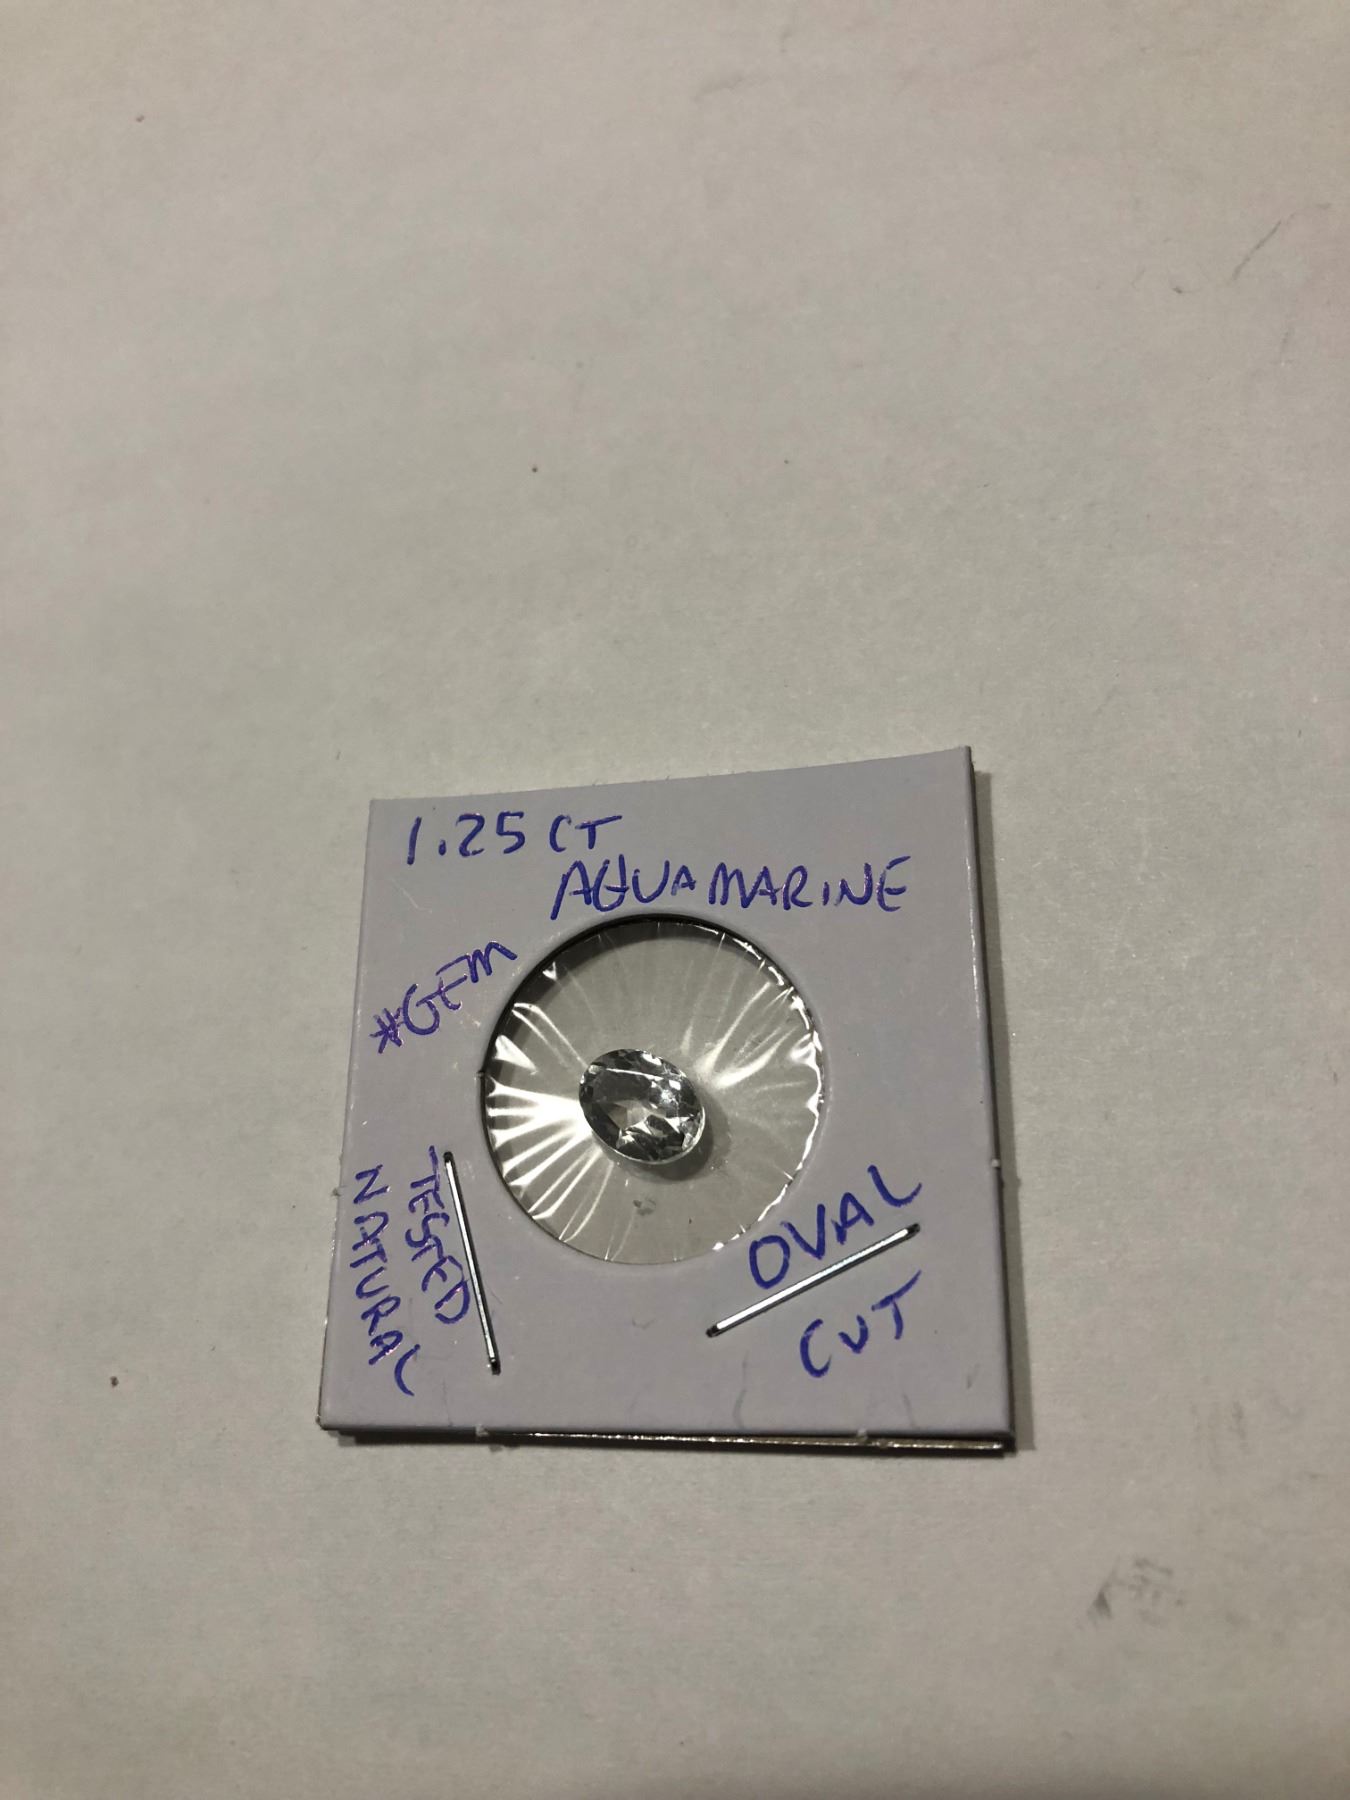 1.25 CT
AQUAMARINE
*GEM
TESTED
NATURAL
OVAL
CUT